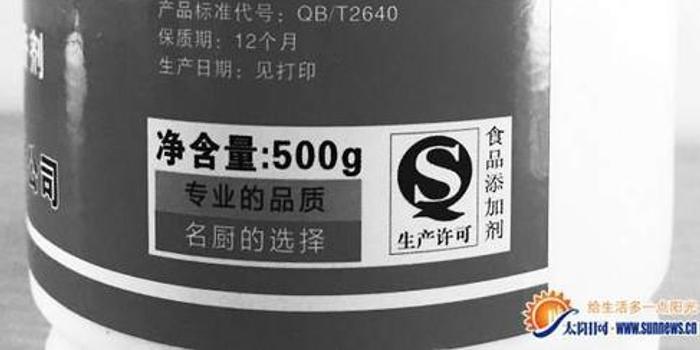 产品标准代号：QB/T2640
保质期：12个月
生产日期：见打印
剂
公司
净含量:500g
专业的品质
名厨的选择
生产许可
食品添加剂
给生活多一点阳光
太阳网·www.sunnews.cn